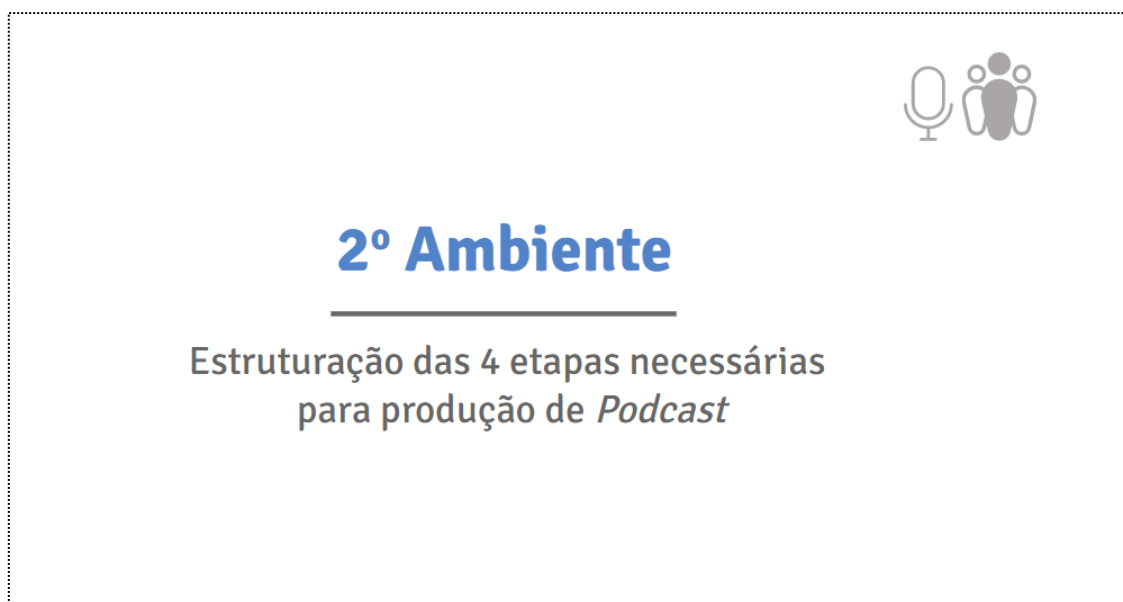 2º Ambiente
Estruturação das 4 etapas necessárias
para produção de Podcast